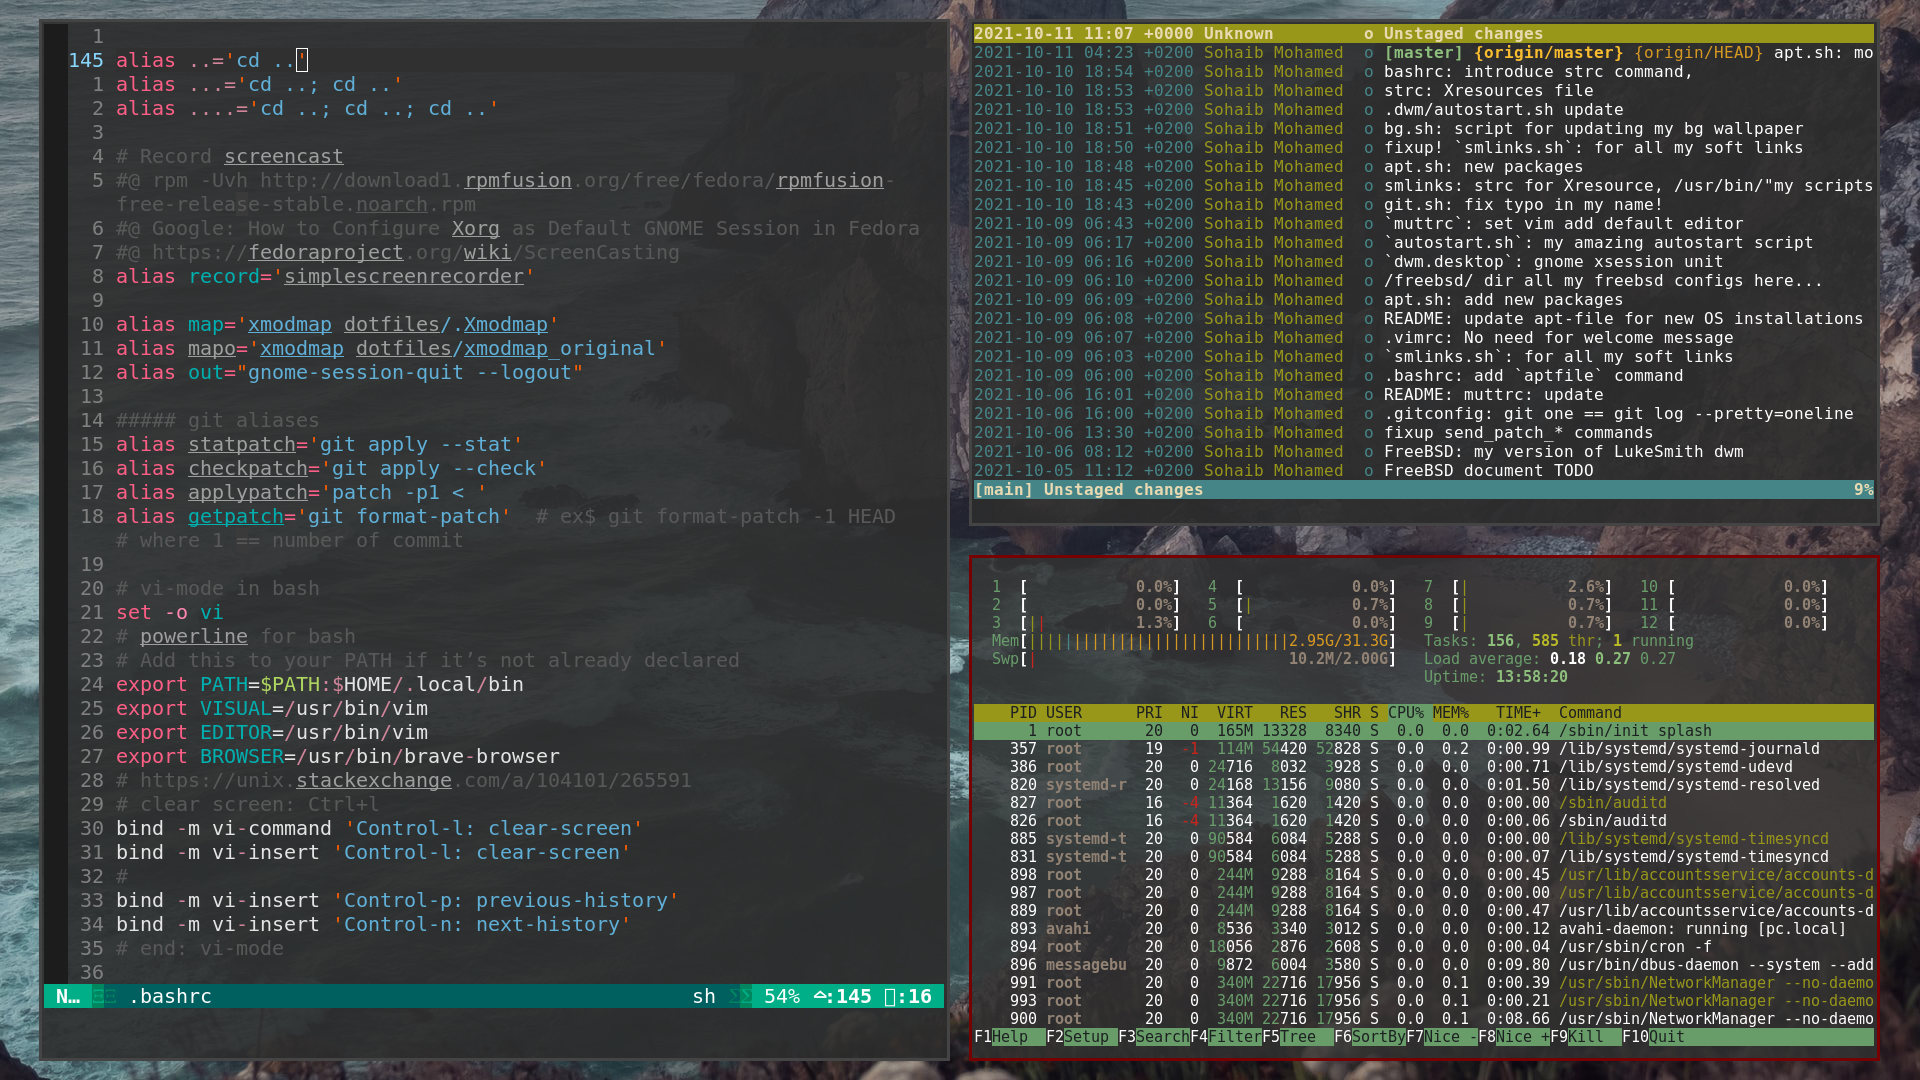 1
145 alias ..='cd ..'
1 alias ...='cd ..; cd ..'
2 alias ....='cd ..; cd ..; cd ..'
3
4 # Record screencast
5 #@ rpm -Uvh http://download1.rpmfusion.org/free/fedora/rpmfusion-
free-release-stable.noarch.rpm
6 #@ Google: How to Configure Xorg as Default GNOME Session in Fedora
7 #@ https://fedoraproject.org/wiki/ScreenCasting
8 alias record='simplescreenrecorder'
9
10 alias map='xmodmap dotfiles/.Xmodmap'
11 alias mapo='xmodmap dotfiles/xmodmap_original'
12 alias out="gnome-session-quit --logout"
13
14 ##### git aliases
15 alias statpatch='git apply --stat'
16 alias checkpatch='git apply --check'
17 alias applypatch='patch -p1 < '
18 alias getpatch='git format-patch'  # ex$ git format-patch -1 HEAD
# where 1 == number of commit
19
20 # vi-mode in bash
21 set -o vi
22 # powerline for bash
23 # Add this to your PATH if it’s not already declared
24 export PATH=$PATH:$HOME/.local/bin
25 export VISUAL=/usr/bin/vim
26 export EDITOR=/usr/bin/vim
27 export BROWSER=/usr/bin/brave-browser
28 # https://unix.stackexchange.com/a/104101/265591
29 # clear screen: Ctrl+l
30 bind -m vi-command 'Control-l: clear-screen'
31 bind -m vi-insert 'Control-l: clear-screen'
32 #
33 bind -m vi-insert 'Control-p: previous-history'
34 bind -m vi-insert 'Control-n: next-history'
35 # end: vi-mode
36
N… .bashrc sh 54% :145 :16
2021-10-11 11:07 +0000 Unknown o Unstaged changes
2021-10-11 04:23 +0200 Sohaib Mohamed o [master] {origin/master} {origin/HEAD} apt.sh: mo
2021-10-10 18:54 +0200 Sohaib Mohamed o bashrc: introduce strc command,
2021-10-10 18:53 +0200 Sohaib Mohamed o strc: Xresources file
2021-10-10 18:53 +0200 Sohaib Mohamed o .dwm/autostart.sh update
2021-10-10 18:51 +0200 Sohaib Mohamed o bg.sh: script for updating my bg wallpaper
2021-10-10 18:50 +0200 Sohaib Mohamed o fixup! `smlinks.sh`: for all my soft links
2021-10-10 18:48 +0200 Sohaib Mohamed o apt.sh: new packages
2021-10-10 18:45 +0200 Sohaib Mohamed o smlinks: strc for Xresource, /usr/bin/"my scripts
2021-10-10 18:43 +0200 Sohaib Mohamed o git.sh: fix typo in my name!
2021-10-09 06:43 +0200 Sohaib Mohamed o `muttrc`: set vim add default editor
2021-10-09 06:17 +0200 Sohaib Mohamed o `autostart.sh`: my amazing autostart script
2021-10-09 06:16 +0200 Sohaib Mohamed o `dwm.desktop`: gnome xsession unit
2021-10-09 06:10 +0200 Sohaib Mohamed o /freebsd/ dir all my freebsd configs here...
2021-10-09 06:09 +0200 Sohaib Mohamed o apt.sh: add new packages
2021-10-09 06:08 +0200 Sohaib Mohamed o README: update apt-file for new OS installations
2021-10-09 06:07 +0200 Sohaib Mohamed o .vimrc: No need for welcome message
2021-10-09 06:03 +0200 Sohaib Mohamed o `smlinks.sh`: for all my soft links
2021-10-09 06:00 +0200 Sohaib Mohamed o .bashrc: add `aptfile` command
2021-10-06 16:01 +0200 Sohaib Mohamed o README: muttrc: update
2021-10-06 16:00 +0200 Sohaib Mohamed o .gitconfig: git one == git log --pretty=oneline
2021-10-06 13:30 +0200 Sohaib Mohamed o fixup send_patch_* commands
2021-10-06 08:12 +0200 Sohaib Mohamed o FreeBSD: my version of LukeSmith dwm
2021-10-05 11:12 +0200 Sohaib Mohamed o FreeBSD document TODO
[main] Unstaged changes 9%
1 [ 0.0%] 4 [ 0.0%] 7 [| 2.6%] 10 [ 0.0%]
2 [ 0.0%] 5 [| 0.7%] 8 [| 0.7%] 11 [ 0.0%]
3 [|| 1.3%] 6 [ 0.0%] 9 [| 0.7%] 12 [ 0.0%]
Mem[|||||||||||||||||||||||||||||2.95G/31.3G] Tasks: 156, 585 thr; 1 running
Swp[| 10.2M/2.00G] Load average: 0.18 0.27 0.27
Uptime: 13:58:20
PID USER PRI NI VIRT RES SHR S CPU% MEM% TIME+ Command
1 root 20 0 165M 13328 8340 S 0.0 0.0 0:02.64 /sbin/init splash
357 root 19 -1 114M 54420 52828 S 0.0 0.2 0:00.99 /lib/systemd/systemd-journald
386 root 20 0 24716 8032 3928 S 0.0 0.0 0:00.71 /lib/systemd/systemd-udevd
820 systemd-r 20 0 24168 13156 9080 S 0.0 0.0 0:01.50 /lib/systemd/systemd-resolved
827 root 16 -4 11364 1620 1420 S 0.0 0.0 0:00.00 /sbin/auditd
826 root 16 -4 11364 1620 1420 S 0.0 0.0 0:00.06 /sbin/auditd
885 systemd-t 20 0 90584 6084 5288 S 0.0 0.0 0:00.00 /lib/systemd/systemd-timesyncd
831 systemd-t 20 0 90584 6084 5288 S 0.0 0.0 0:00.07 /lib/systemd/systemd-timesyncd
898 root 20 0 244M 9288 8164 S 0.0 0.0 0:00.45 /usr/lib/accountsservice/accounts-d
987 root 20 0 244M 9288 8164 S 0.0 0.0 0:00.00 /usr/lib/accountsservice/accounts-d
889 root 20 0 244M 9288 8164 S 0.0 0.0 0:00.47 /usr/lib/accountsservice/accounts-d
893 avahi 20 0 8536 3340 3012 S 0.0 0.0 0:00.12 avahi-daemon: running [pc.local]
894 root 20 0 18056 2876 2608 S 0.0 0.0 0:00.04 /usr/sbin/cron -f
896 messagebu 20 0 9872 6004 3580 S 0.0 0.0 0:09.80 /usr/bin/dbus-daemon --system --add
991 root 20 0 340M 22716 17956 S 0.0 0.1 0:00.39 /usr/sbin/NetworkManager --no-daemo
993 root 20 0 340M 22716 17956 S 0.0 0.1 0:00.21 /usr/sbin/NetworkManager --no-daemo
900 root 20 0 340M 22716 17956 S 0.0 0.1 0:08.66 /usr/sbin/NetworkManager --no-daemo
F1Help F2Setup F3SearchF4FilterF5Tree F6SortByF7Nice -F8Nice +F9Kill F10Quit